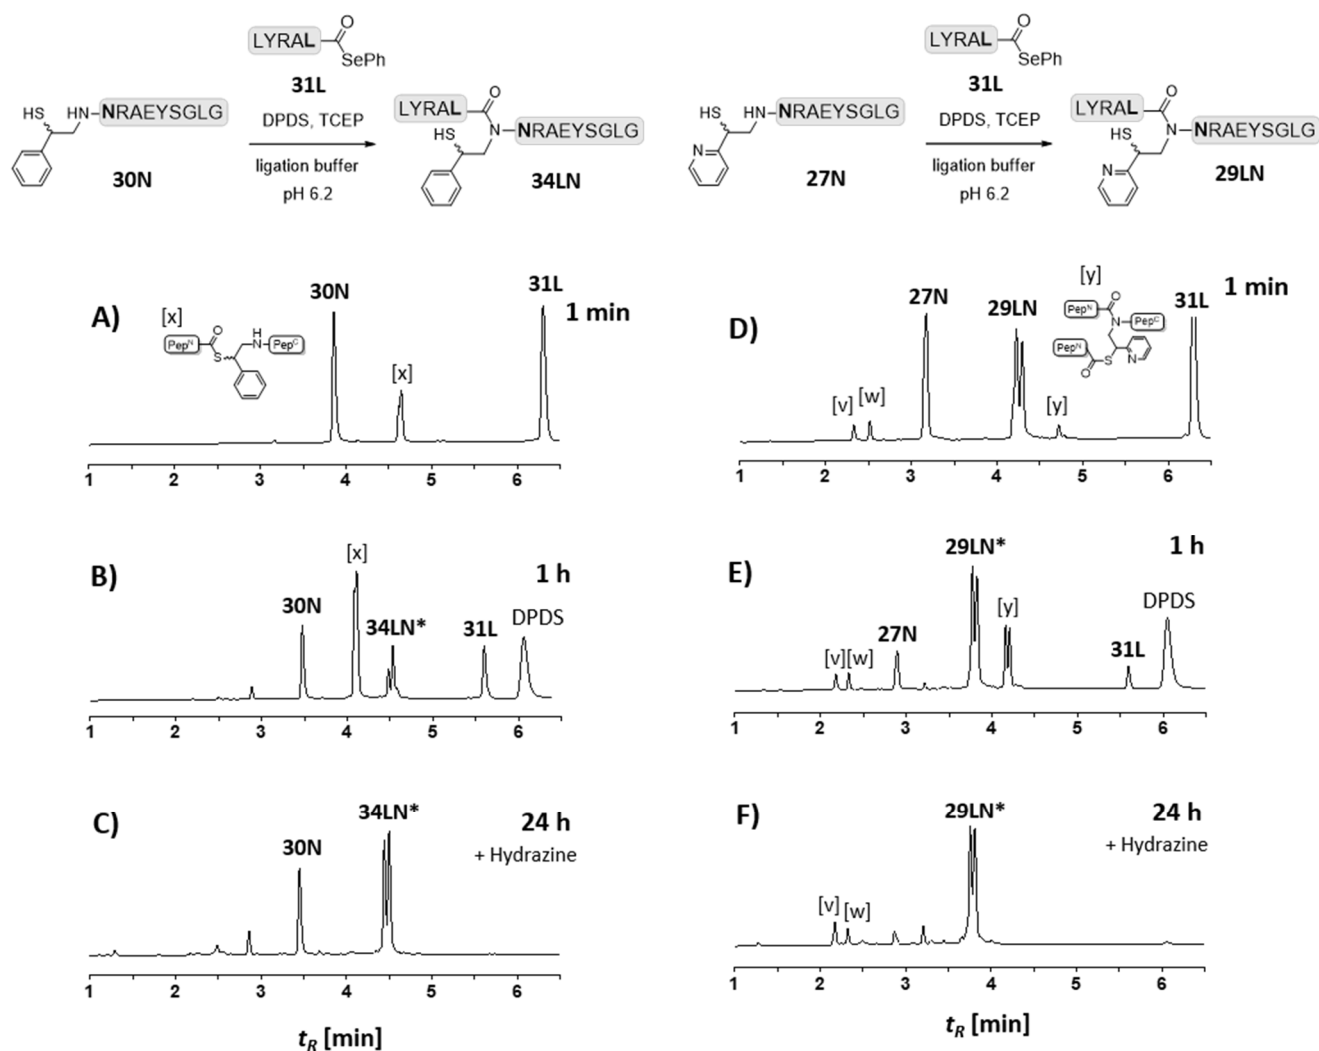 LYRAL
O
SePh
31L
HS
HN
NRAEYSGLG
30N
DPDS, TCEP
ligation buffer
pH 6.2
LYRAL
O
HS
N
NRAEYSGLG
34LN
LYRAL
O
SePh
31L
HS
HN
NRAEYSGLG
N
27N
DPDS, TCEP
ligation buffer
pH 6.2
LYRAL
O
HS
N
NRAEYSGLG
N
29LN
A)
[x]
PepN
O
S
H
N
PepC
30N
[x]
31L
1 min
1 2 3 4 5 6
B)
30N
[x]
34LN*
31L
DPDS
1 h
1 2 3 4 5 6
C)
30N
34LN*
24 h
+ Hydrazine
1 2 3 4 5 6
tR [min]
D)
[v] [w]
27N
29LN
[y]
[y]
PepN
O
N
PepC
PepN
O
S
N
31L
1 min
1 2 3 4 5 6
E)
[v] [w]
27N
29LN*
[y]
31L
DPDS
1 h
1 2 3 4 5 6
F)
[v] [w]
29LN*
24 h
+ Hydrazine
1 2 3 4 5 6
tR [min]